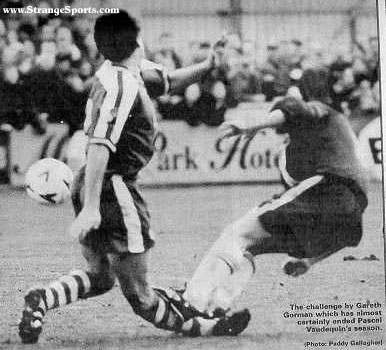 www.StrangeSports.com
Park Hote
The challenge by Gareth
Gorman which has almost
certainly ended Pascal
Vaudequin's season.
(Photo: Paddy Gallagher)